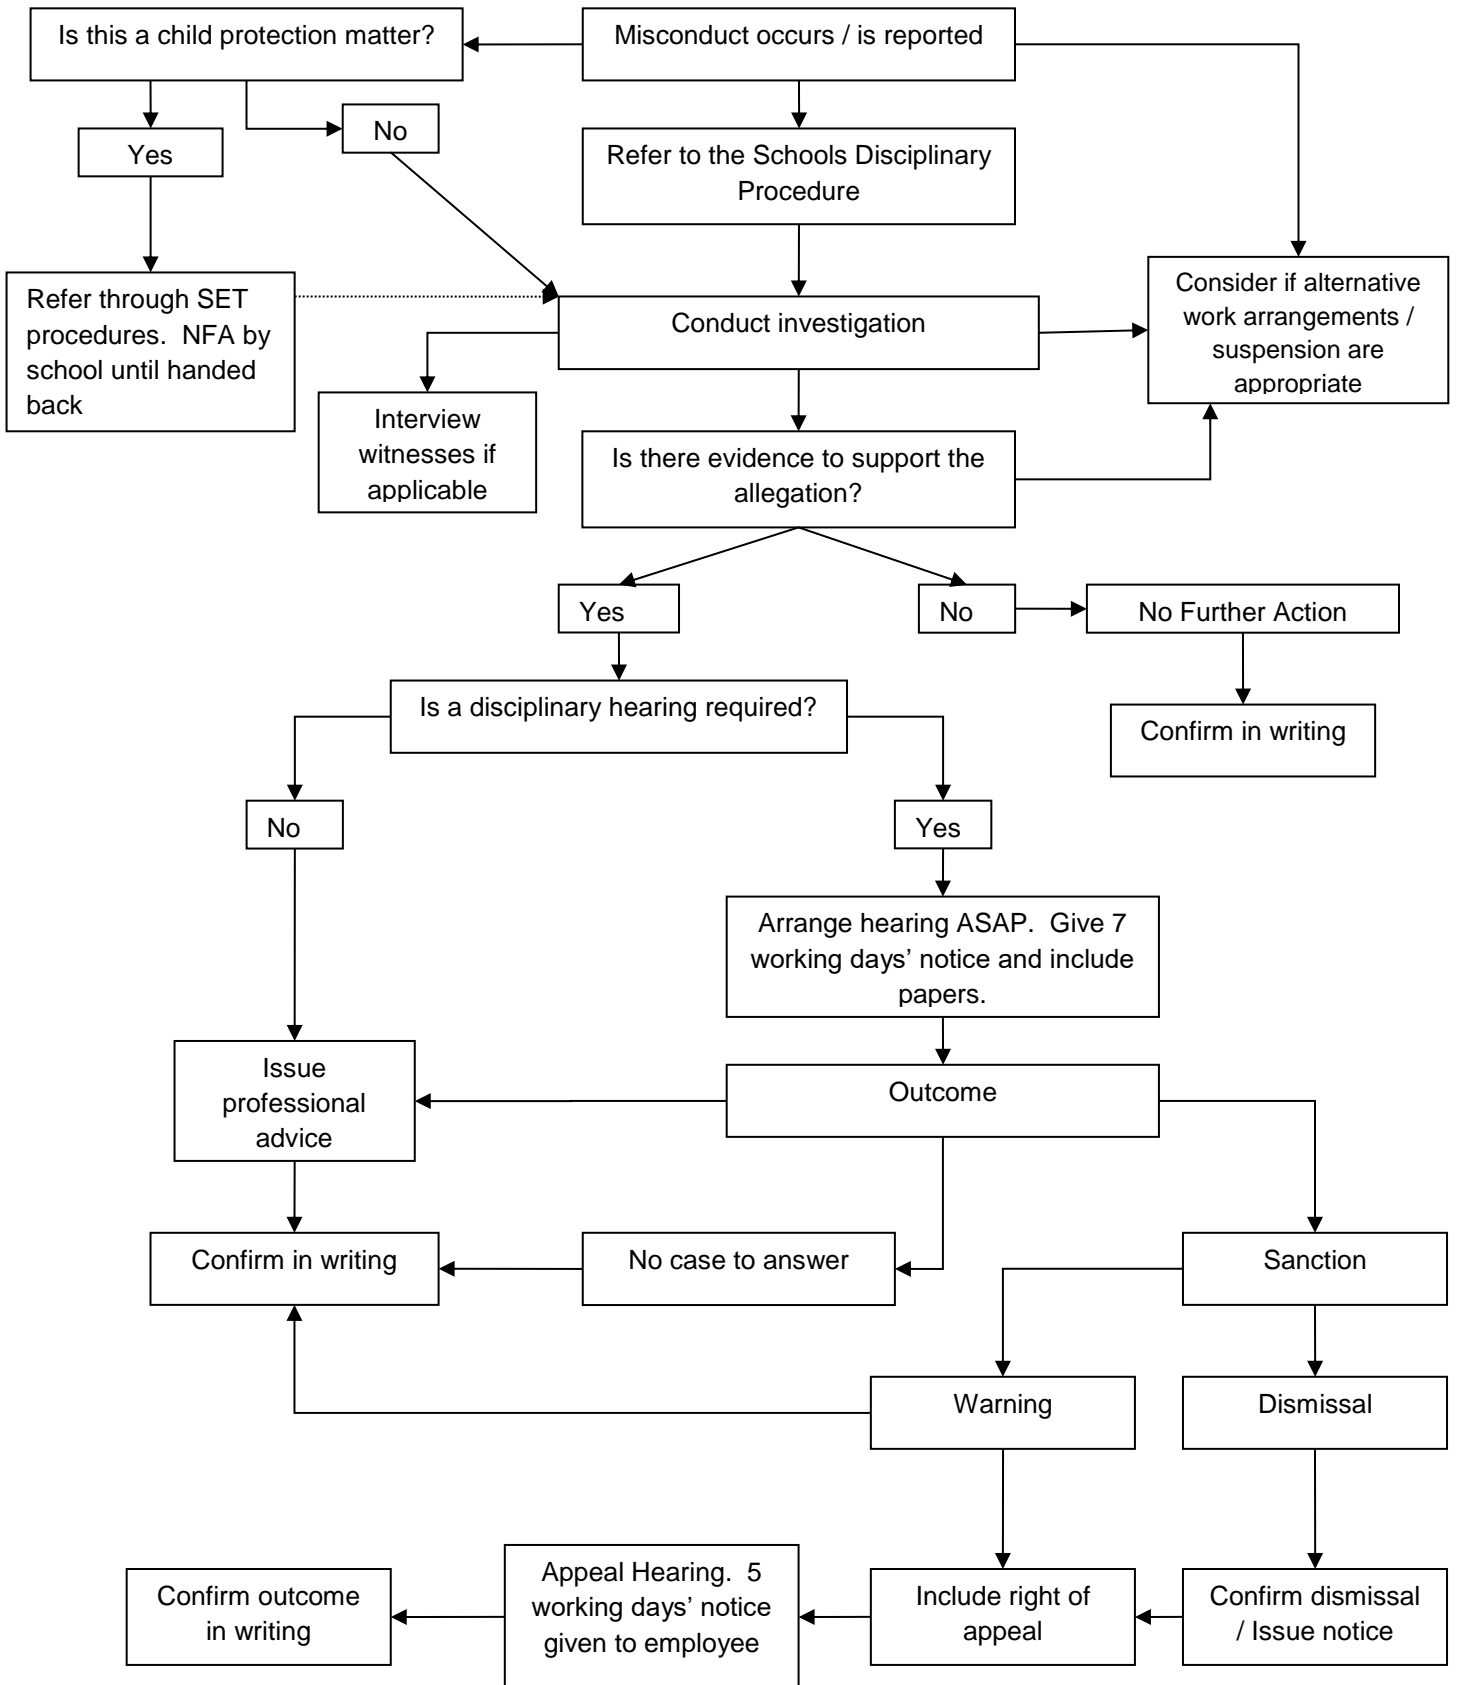 Is this a child protection matter?
Misconduct occurs / is reported
No
Yes
Refer to the Schools Disciplinary
Procedure
Refer through SET
procedures.  NFA by
school until handed
back
Conduct investigation
Consider if alternative
work arrangements /
suspension are
appropriate
Interview
witnesses if
applicable
Is there evidence to support the
allegation?
Yes
No
No Further Action
Is a disciplinary hearing required?
Confirm in writing
No
Yes
Arrange hearing ASAP.  Give 7
working days’ notice and include
papers.
Issue
professional
advice
Outcome
Confirm in writing
No case to answer
Sanction
Warning
Dismissal
Confirm outcome
in writing
Appeal Hearing.  5
working days’ notice
given to employee
Include right of
appeal
Confirm dismissal
/ Issue notice